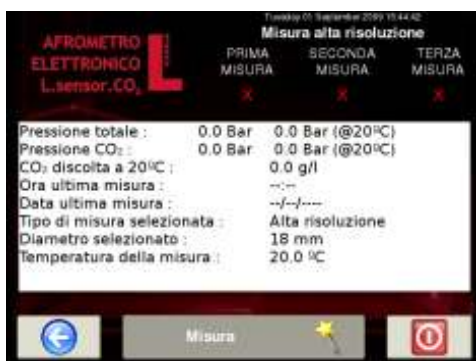 Tuesday 01 September 2009 15:44:42
Misura alta risoluzione
AFROMETRO
ELETTRONICO
L.sensor.CO₂
L
PRIMA MISURA
SECONDA MISURA
TERZA MISURA
X X X
Pressione totale : 0.0 Bar 0.0 Bar (@20ºC)
Pressione CO₂ : 0.0 Bar 0.0 Bar (@20ºC)
CO₂ discolta a 20ºC : 0.0 g/l
Ora ultima misura : --:--
Data ultima misura : --/--/----
Tipo di misura selezionata : Alta risoluzione
Diametro selezionato : 18 mm
Temperatura della misura : 20.0 ºC
Misura